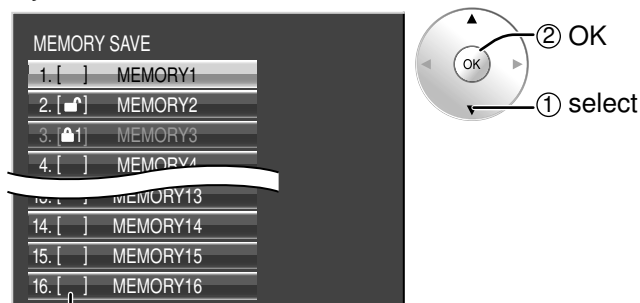 MEMORY SAVE
1. [ ] MEMORY1
2. [ ] MEMORY2
3. [1] MEMORY3
4. [ ] MEMORY4
13. [ ] MEMORY13
14. [ ] MEMORY14
15. [ ] MEMORY15
16. [ ] MEMORY16
② OK
OK
① select